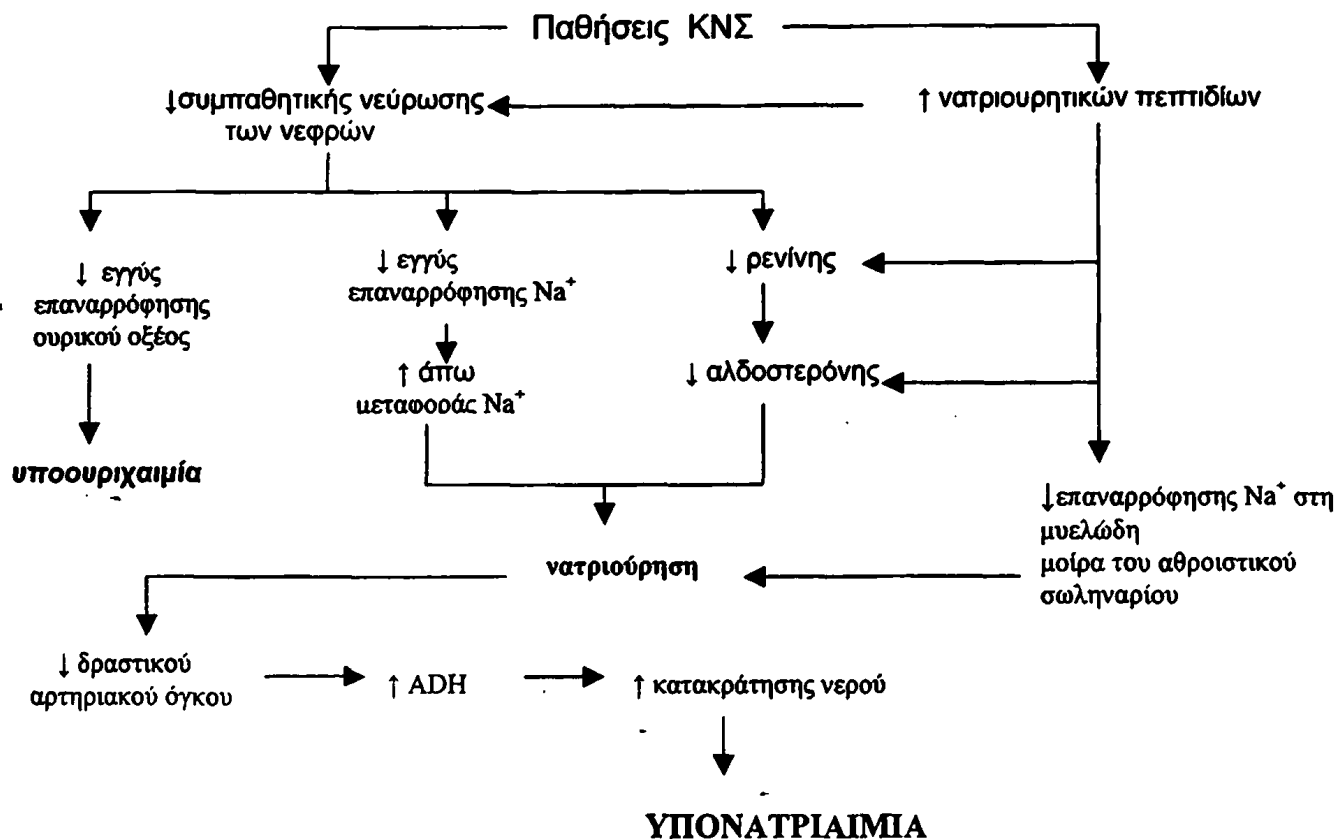 Παθήσεις ΚΝΣ
↓συμπαθητικής νεύρωσης
των νεφρών
↑ νατριουρητικών πεπτιδίων
↓ εγγύς
επαναρρόφησης
ουρικού οξέος
↓ εγγύς
επαναρρόφησης Na⁺
↓ ρενίνης
↑ άπω
μεταφοράς Na⁺
↓ αλδοστερόνης
υποουριχαιμία
↓επαναρρόφησης Na⁺ στη
μυελώδη
μοίρα του αθροιστικού
σωληναρίου
νατριούρηση
↓ δραστικού
αρτηριακού όγκου
↑ ADH
↑ κατακράτησης νερού
ΥΠΟΝΑΤΡΙΑΙΜΙΑ